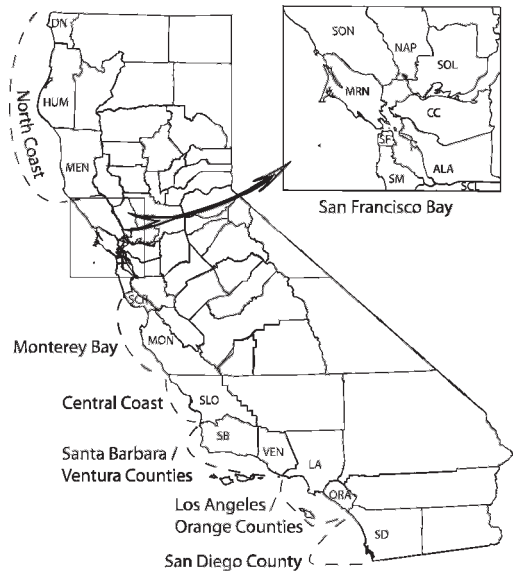 DN
HUM
North Coast
MEN
SON
NAP
SOL
MRN
CC
SF
ALA
SM
SCL
San Francisco Bay
SCR
Monterey Bay
MON
Central Coast
SLO
SB
Santa Barbara /
Ventura Counties
VEN
LA
Los Angeles /
Orange Counties
ORA
SD
San Diego County